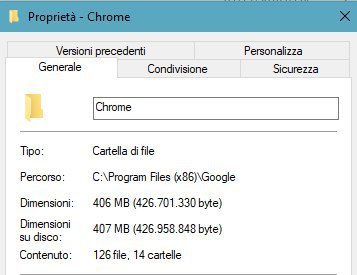 Proprietà - Chrome
Versioni precedenti Personalizza
Generale Condivisione Sicurezza
Chrome
Tipo: Cartella di file
Percorso: C:\Program Files (x86)\Google
Dimensioni: 406 MB (426.701.330 byte)
Dimensioni
su disco: 407 MB (426.958.848 byte)
Contenuto: 126 file, 14 cartelle